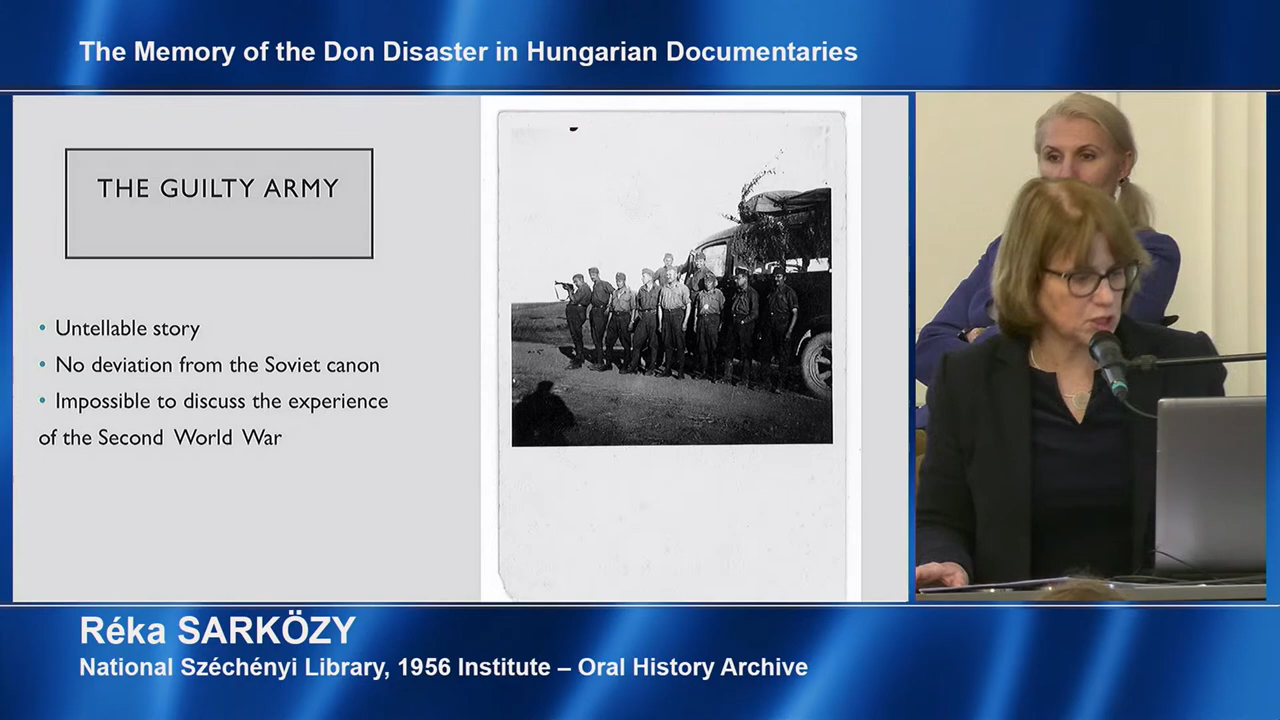 The Memory of the Don Disaster in Hungarian Documentaries
THE GUILTY ARMY
• Untellable story
• No deviation from the Soviet canon
• Impossible to discuss the experience
of the Second World War
Réka SARKÖZY
National Széchényi Library, 1956 Institute – Oral History Archive